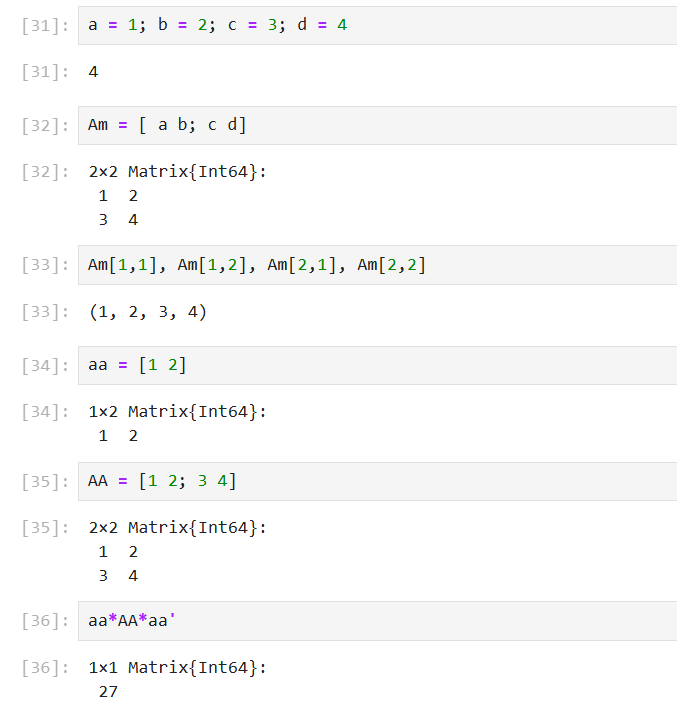 [31]: a = 1; b = 2; c = 3; d = 4
[31]: 4
[32]: Am = [ a b; c d]
[32]: 2×2 Matrix{Int64}:
1 2
3 4
[33]: Am[1,1], Am[1,2], Am[2,1], Am[2,2]
[33]: (1, 2, 3, 4)
[34]: aa = [1 2]
[34]: 1×2 Matrix{Int64}:
1 2
[35]: AA = [1 2; 3 4]
[35]: 2×2 Matrix{Int64}:
1 2
3 4
[36]: aa*AA*aa'
[36]: 1×1 Matrix{Int64}:
27